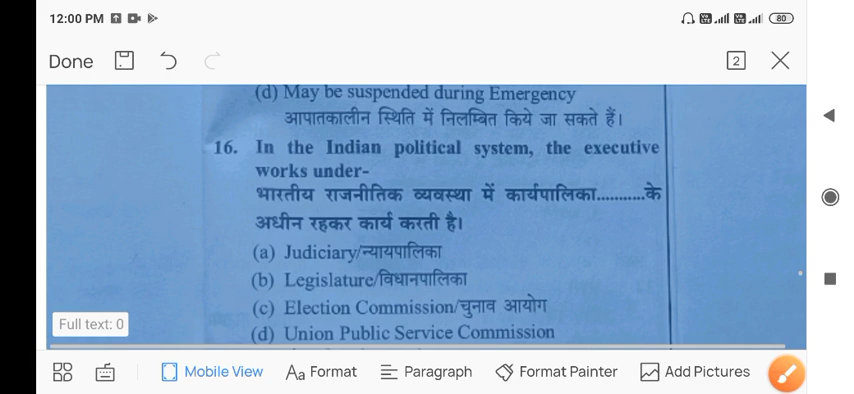 12:00 PM
80
Done
2
(d) May be suspended during Emergency
आपातकालीन स्थिति में निलम्बित किये जा सकते हैं।
16. In the Indian political system, the executive
works under-
भारतीय राजनीतिक व्यवस्था में कार्यपालिका...........के
अधीन रहकर कार्य करती है।
(a) Judiciary/न्यायपालिका
(b) Legislature/विधानपालिका
(c) Election Commission/चुनाव आयोग
(d) Union Public Service Commission
Full text: 0
Mobile View
Aa Format
Paragraph
Format Painter
Add Pictures